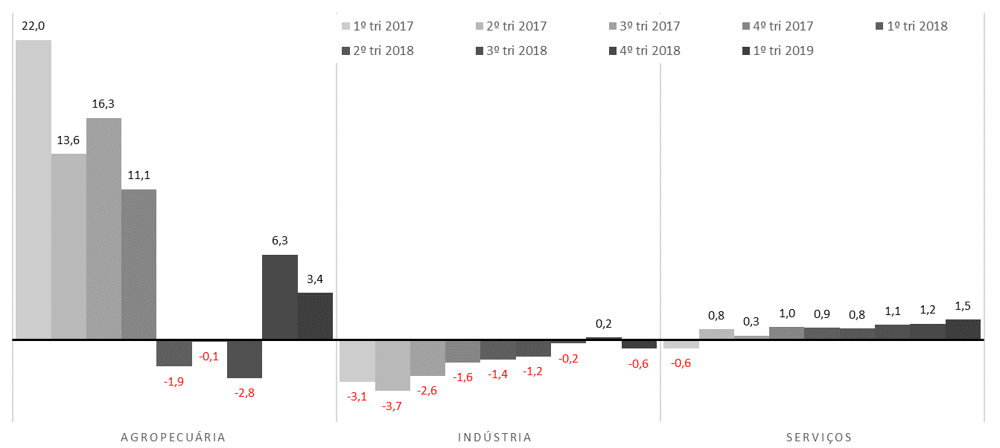 22,0
1º tri 2017
2º tri 2017
3º tri 2017
4º tri 2017
1º tri 2018
2º tri 2018
3º tri 2018
4º tri 2018
1º tri 2019
13,6
16,3
11,1
-1,9
-0,1
-2,8
6,3
3,4
-3,1
-3,7
-2,6
-1,6
-1,4
-1,2
-0,2
0,2
-0,6
-0,6
0,8
0,3
1,0
0,9
0,8
1,1
1,2
1,5
AGROPECUÁRIA
INDÚSTRIA
SERVIÇOS